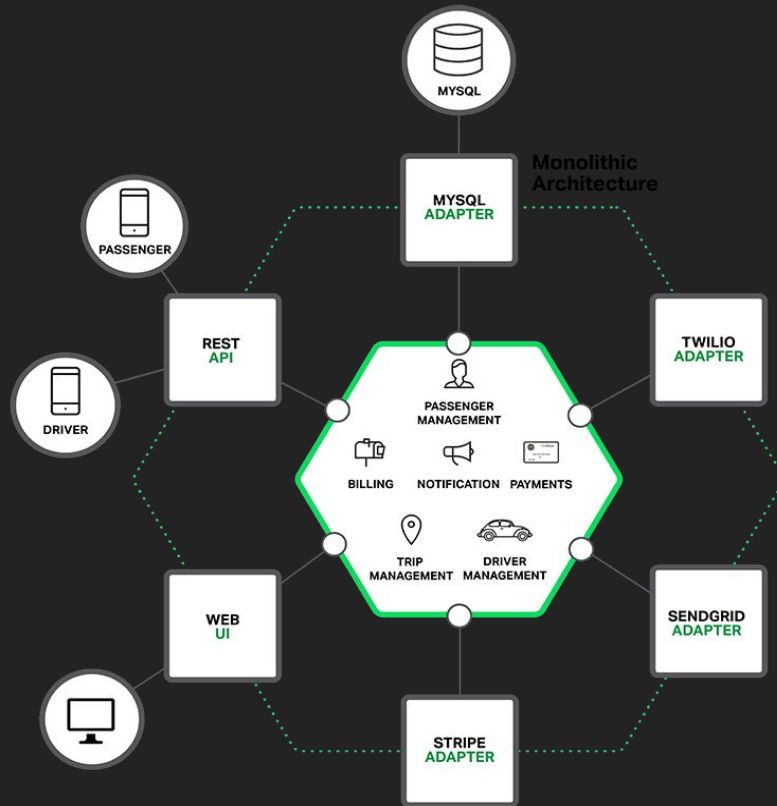 MYSQL
Monolithic
Architecture
MYSQL
ADAPTER
PASSENGER
REST
API
TWILIO
ADAPTER
DRIVER
PASSENGER
MANAGEMENT
BILLING
NOTIFICATION
PAYMENTS
TRIP
MANAGEMENT
DRIVER
MANAGEMENT
WEB
UI
SENDGRID
ADAPTER
STRIPE
ADAPTER